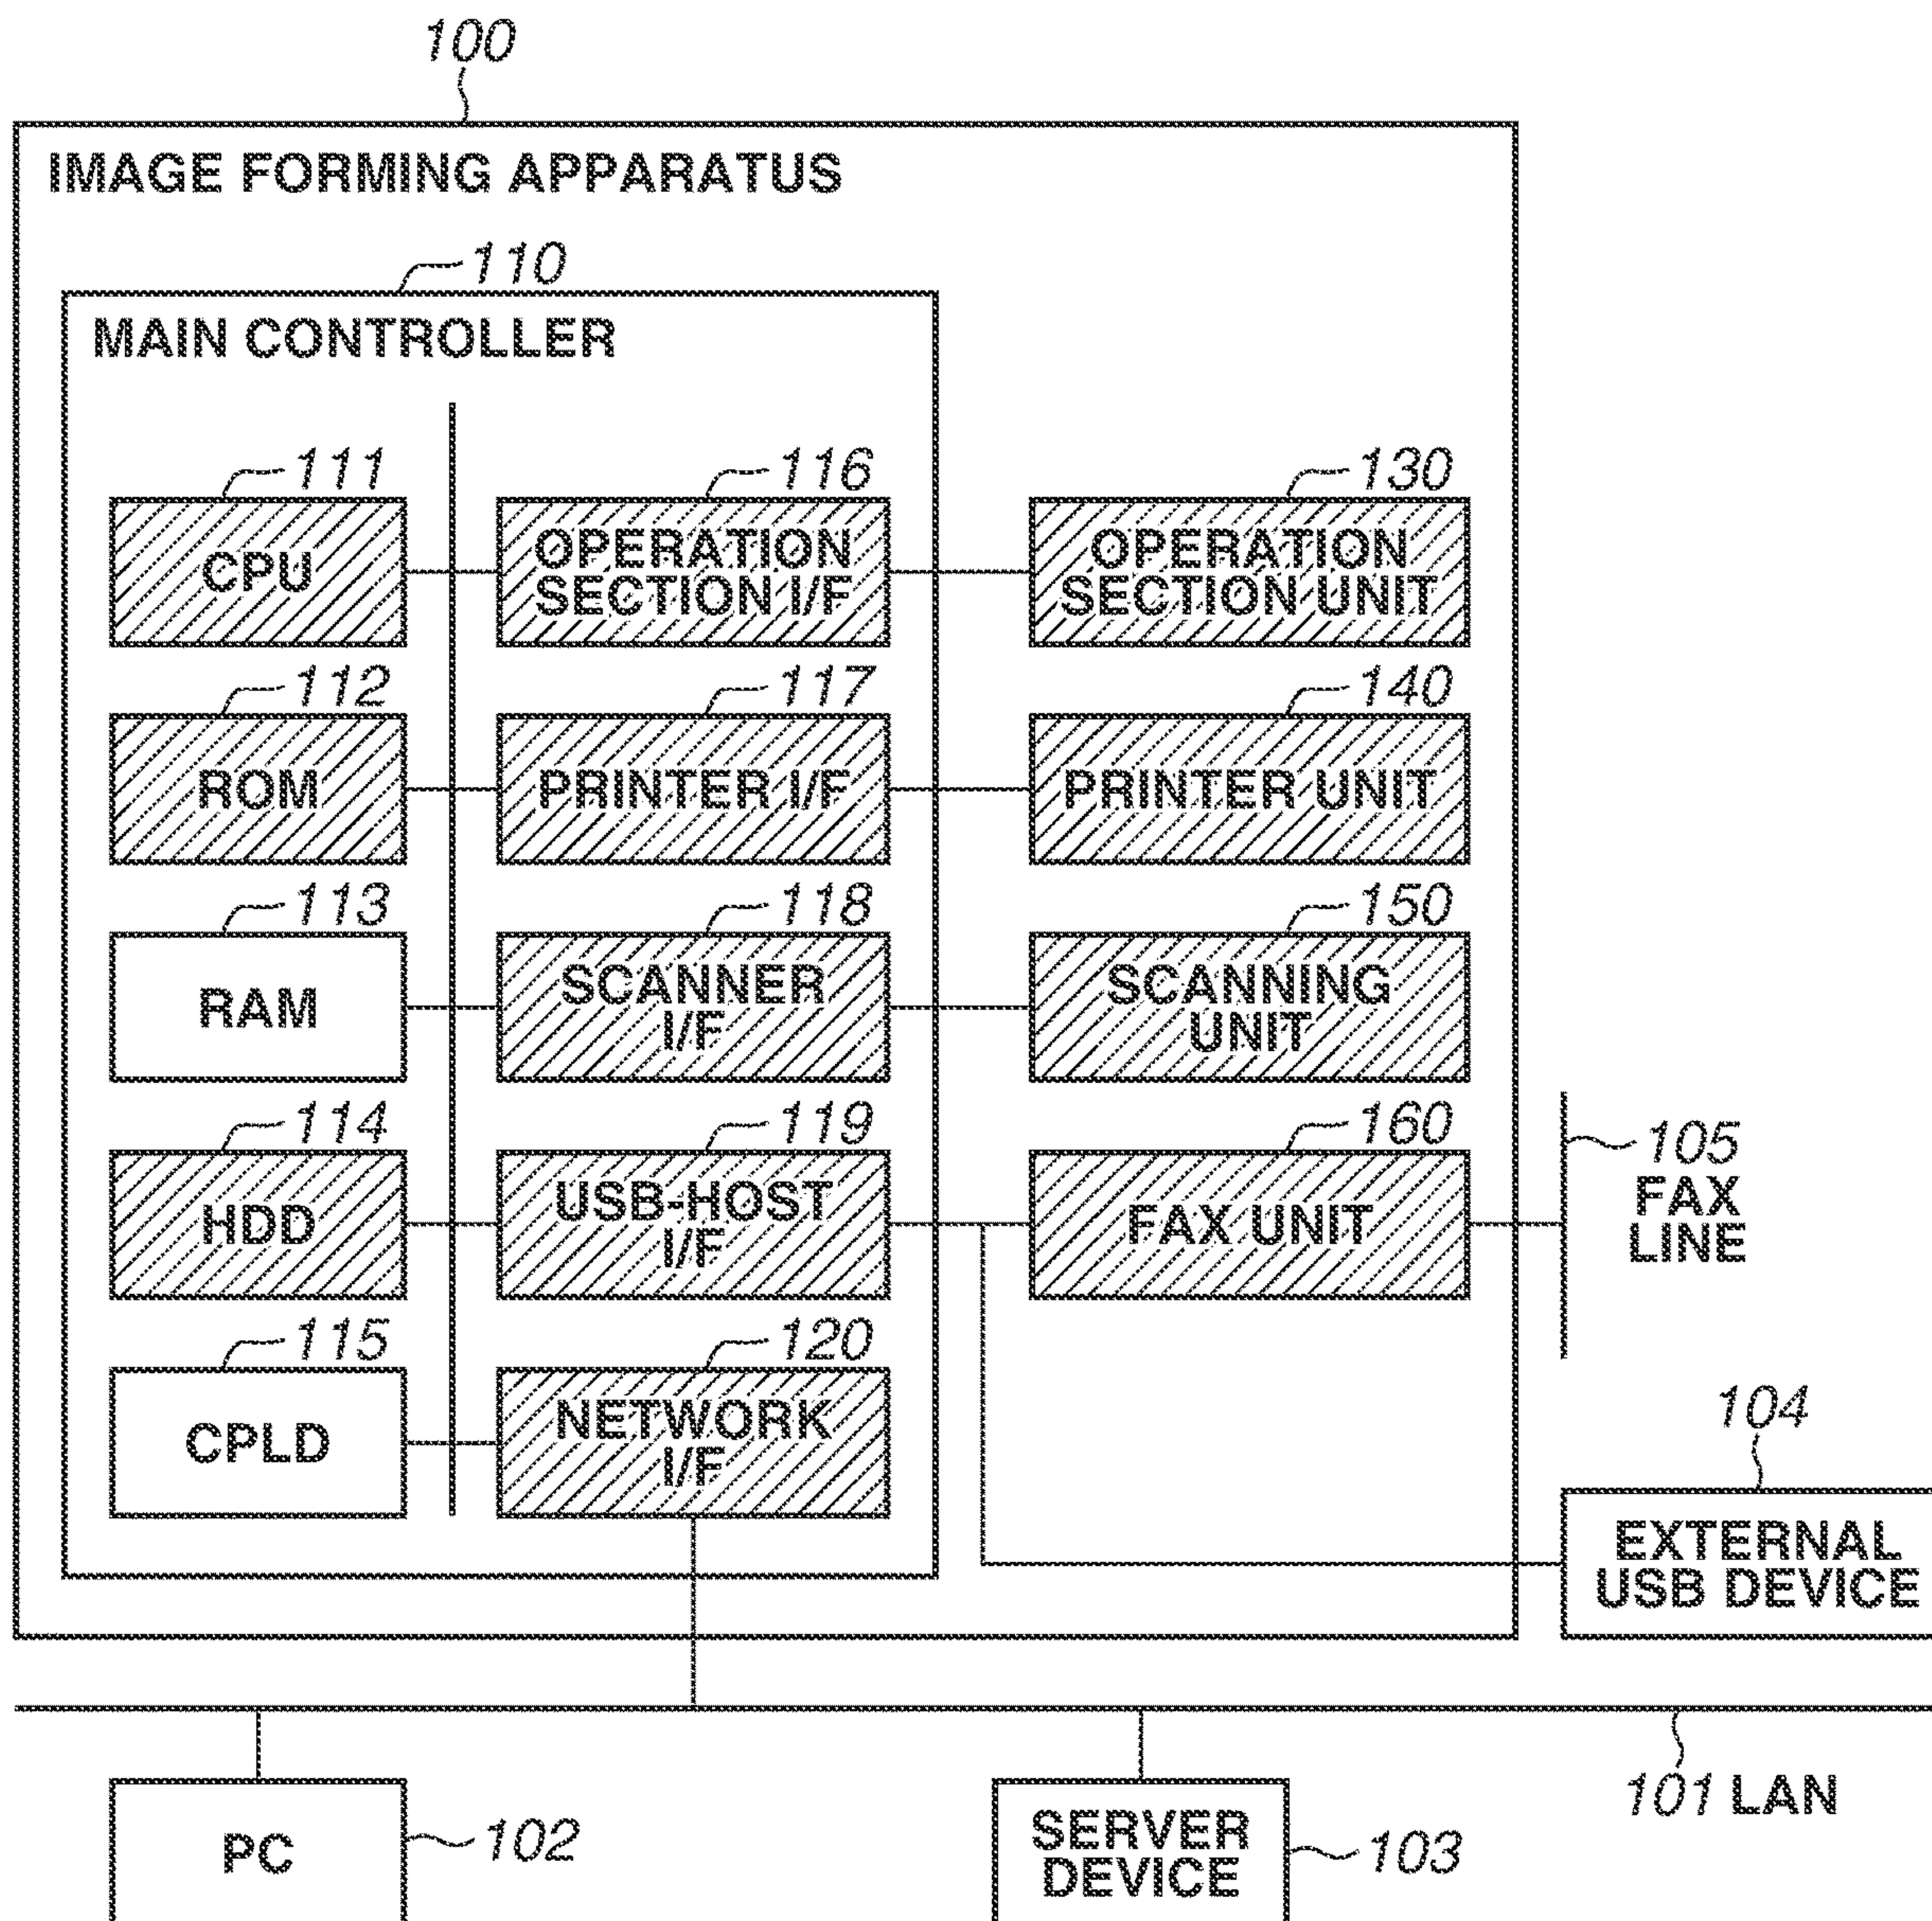 100
IMAGE FORMING APPARATUS
110
MAIN CONTROLLER
111
CPU
116
OPERATION
SECTION I/F
130
OPERATION
SECTION UNIT
112
ROM
117
PRINTER I/F
140
PRINTER UNIT
113
RAM
118
SCANNER
I/F
150
SCANNING
UNIT
114
HDD
119
USB-HOST
I/F
160
FAX UNIT
105
FAX
LINE
115
CPLD
120
NETWORK
I/F
104
EXTERNAL
USB DEVICE
101 LAN
PC
102
SERVER
DEVICE
103